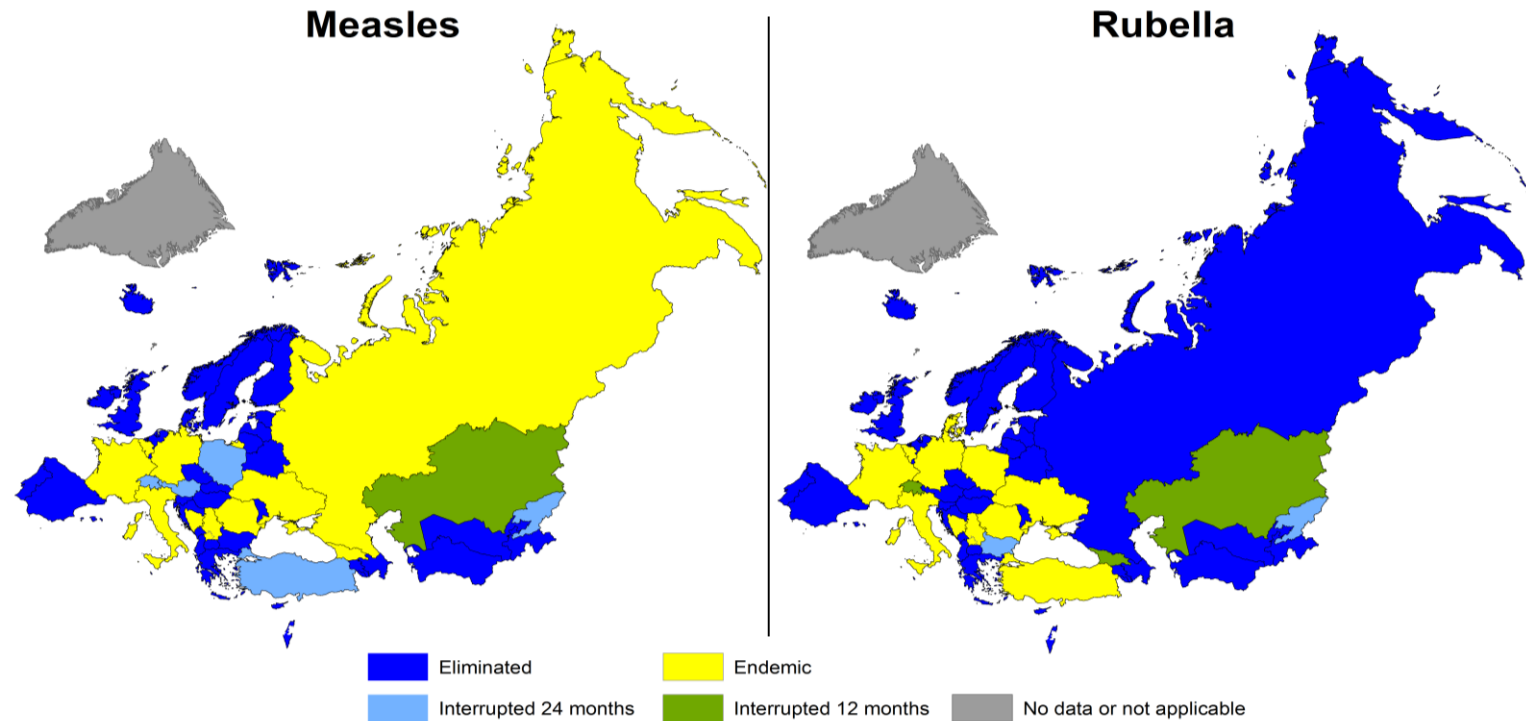 Measles
Rubella
Eliminated
Endemic
Interrupted 24 months
Interrupted 12 months
No data or not applicable